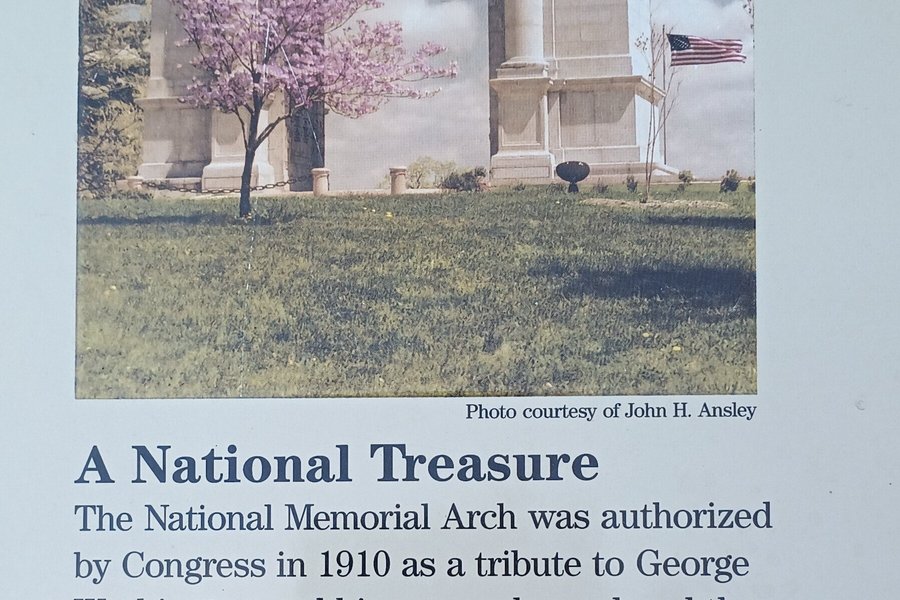 Photo courtesy of John H. Ansley
A National Treasure
The National Memorial Arch was authorized
by Congress in 1910 as a tribute to George